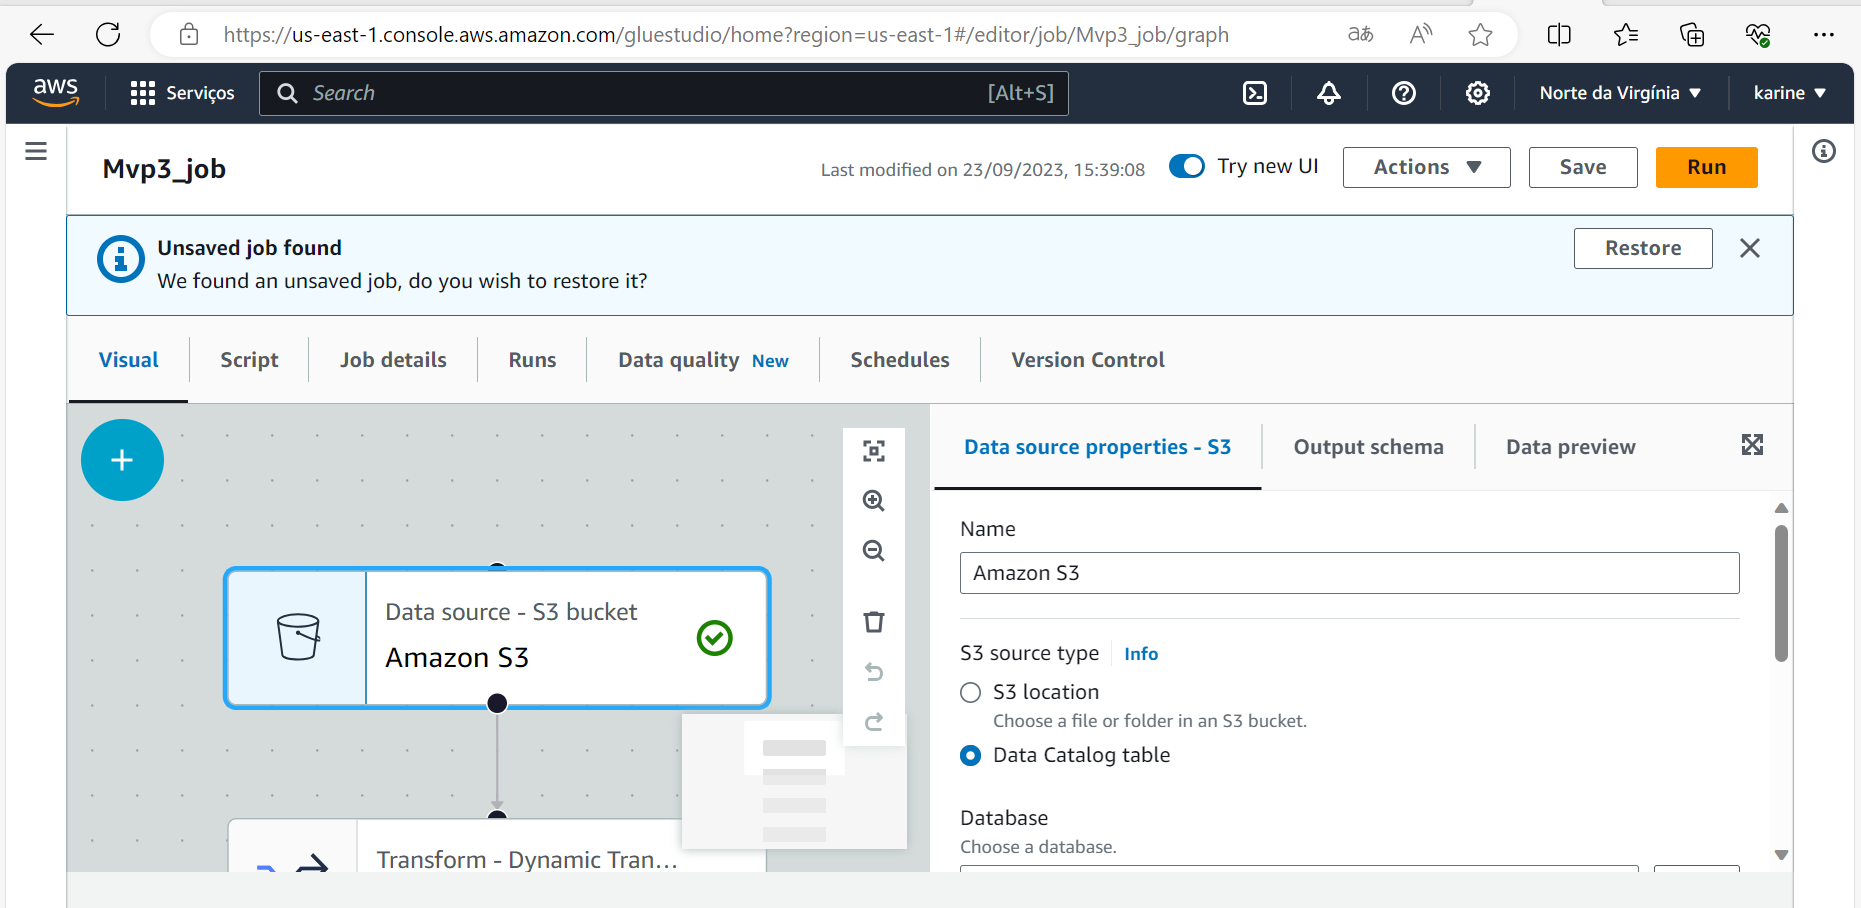 https://us-east-1.console.aws.amazon.com/gluestudio/home?region=us-east-1#/editor/job/Mvp3_job/graph
aあ
A
aws
Serviços
Search
[Alt+S]
Norte da Virgínia
karine
Mvp3_job
Last modified on 23/09/2023, 15:39:08
Try new UI
Actions
Save
Run
Unsaved job found
We found an unsaved job, do you wish to restore it?
Restore
Visual
Script
Job details
Runs
Data quality New
Schedules
Version Control
Data source properties - S3
Output schema
Data preview
Data source - S3 bucket
Amazon S3
Transform - Dynamic Tran...
Name
Amazon S3
S3 source type
Info
S3 location
Choose a file or folder in an S3 bucket.
Data Catalog table
Database
Choose a database.